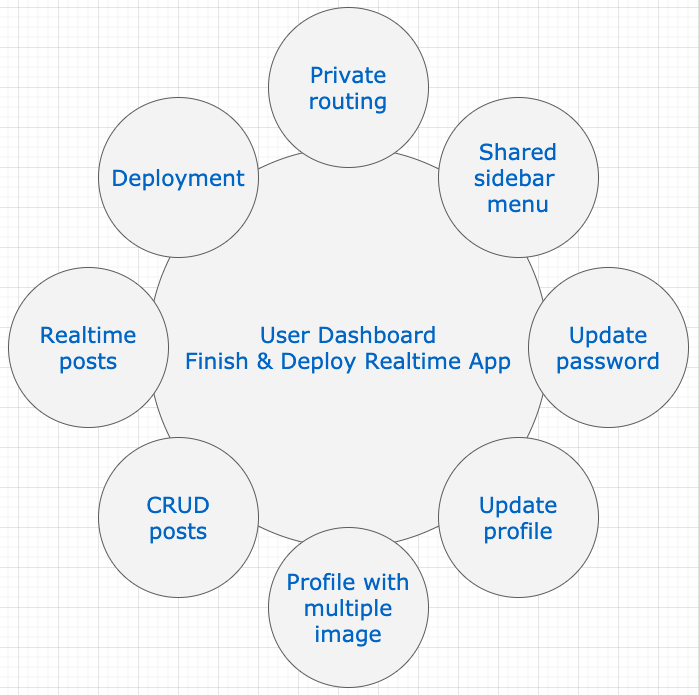 Private
routing
Shared
sidebar
menu
Deployment
Realtime
posts
User Dashboard
Finish & Deploy Realtime App
Update
password
CRUD
posts
Update
profile
Profile with
multiple
image